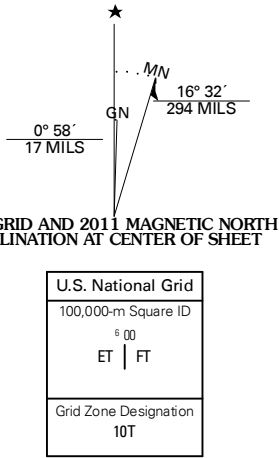 MN
16° 32´
294 MILS
GN
0° 58´
17 MILS
GRID AND 2011 MAGNETIC NORTH
LINATION AT CENTER OF SHEET
U.S. National Grid
100,000-m Square ID
6 00
ET FT
Grid Zone Designation
10T